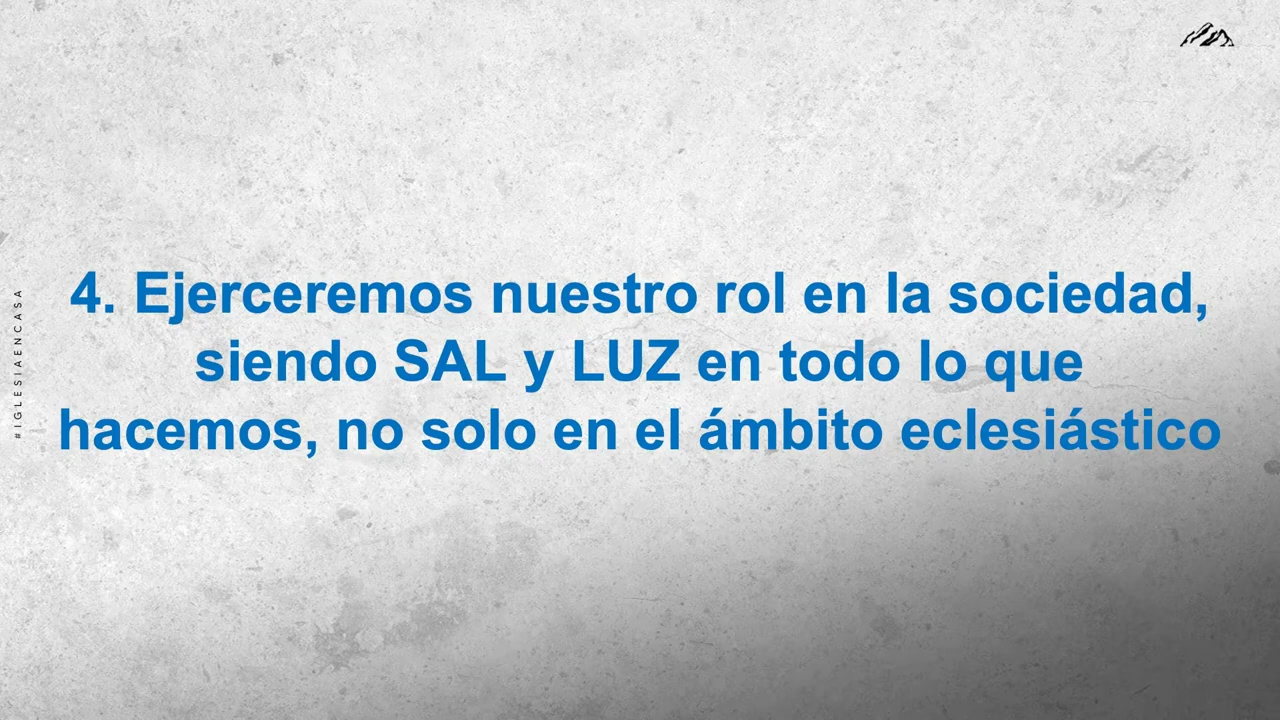 4. Ejerceremos nuestro rol en la sociedad,
siendo SAL y LUZ en todo lo que
hacemos, no solo en el ámbito eclesiástico
#IGLESIAENCASA